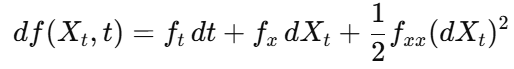 $df(X_t, t) = f_t\,dt + f_x\,dX_t + \frac{1}{2} f_{xx}(dX_t)^2$